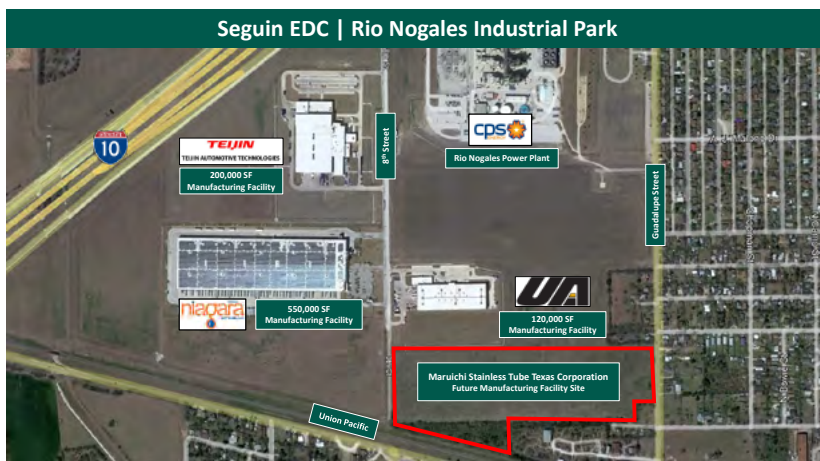 Seguin EDC | Rio Nogales Industrial Park
INTERSTATE
10
TEIJIN
TEIJIN AUTOMOTIVE TECHNOLOGIES
200,000 SF
Manufacturing Facility
8th Street
cps
Rio Nogales Power Plant
Guadalupe Street
niagara
550,000 SF
Manufacturing Facility
UA
120,000 SF
Manufacturing Facility
Maruichi Stainless Tube Texas Corporation
Future Manufacturing Facility Site
Union Pacific